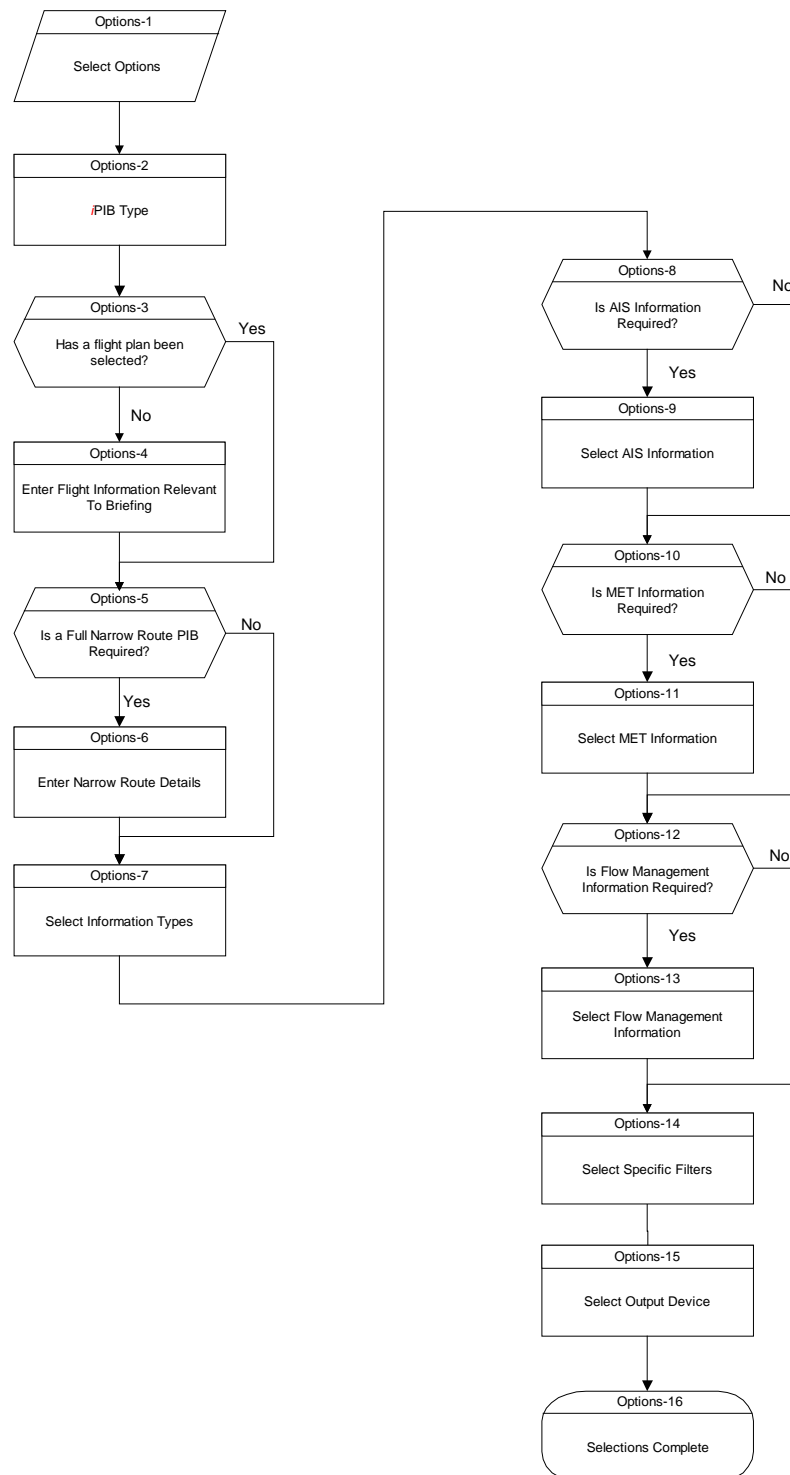 Options-1
Select Options
Options-2
iPIB Type
Options-3
Has a flight plan been
selected?
Yes
No
Options-4
Enter Flight Information Relevant
To Briefing
Options-5
Is a Full Narrow Route PIB
Required?
No
Yes
Options-6
Enter Narrow Route Details
Options-7
Select Information Types
Options-8
Is AIS Information
Required?
No
Yes
Options-9
Select AIS Information
Options-10
Is MET Information
Required?
No
Yes
Options-11
Select MET Information
Options-12
Is Flow Management
Information Required?
No
Yes
Options-13
Select Flow Management
Information
Options-14
Select Specific Filters
Options-15
Select Output Device
Options-16
Selections Complete